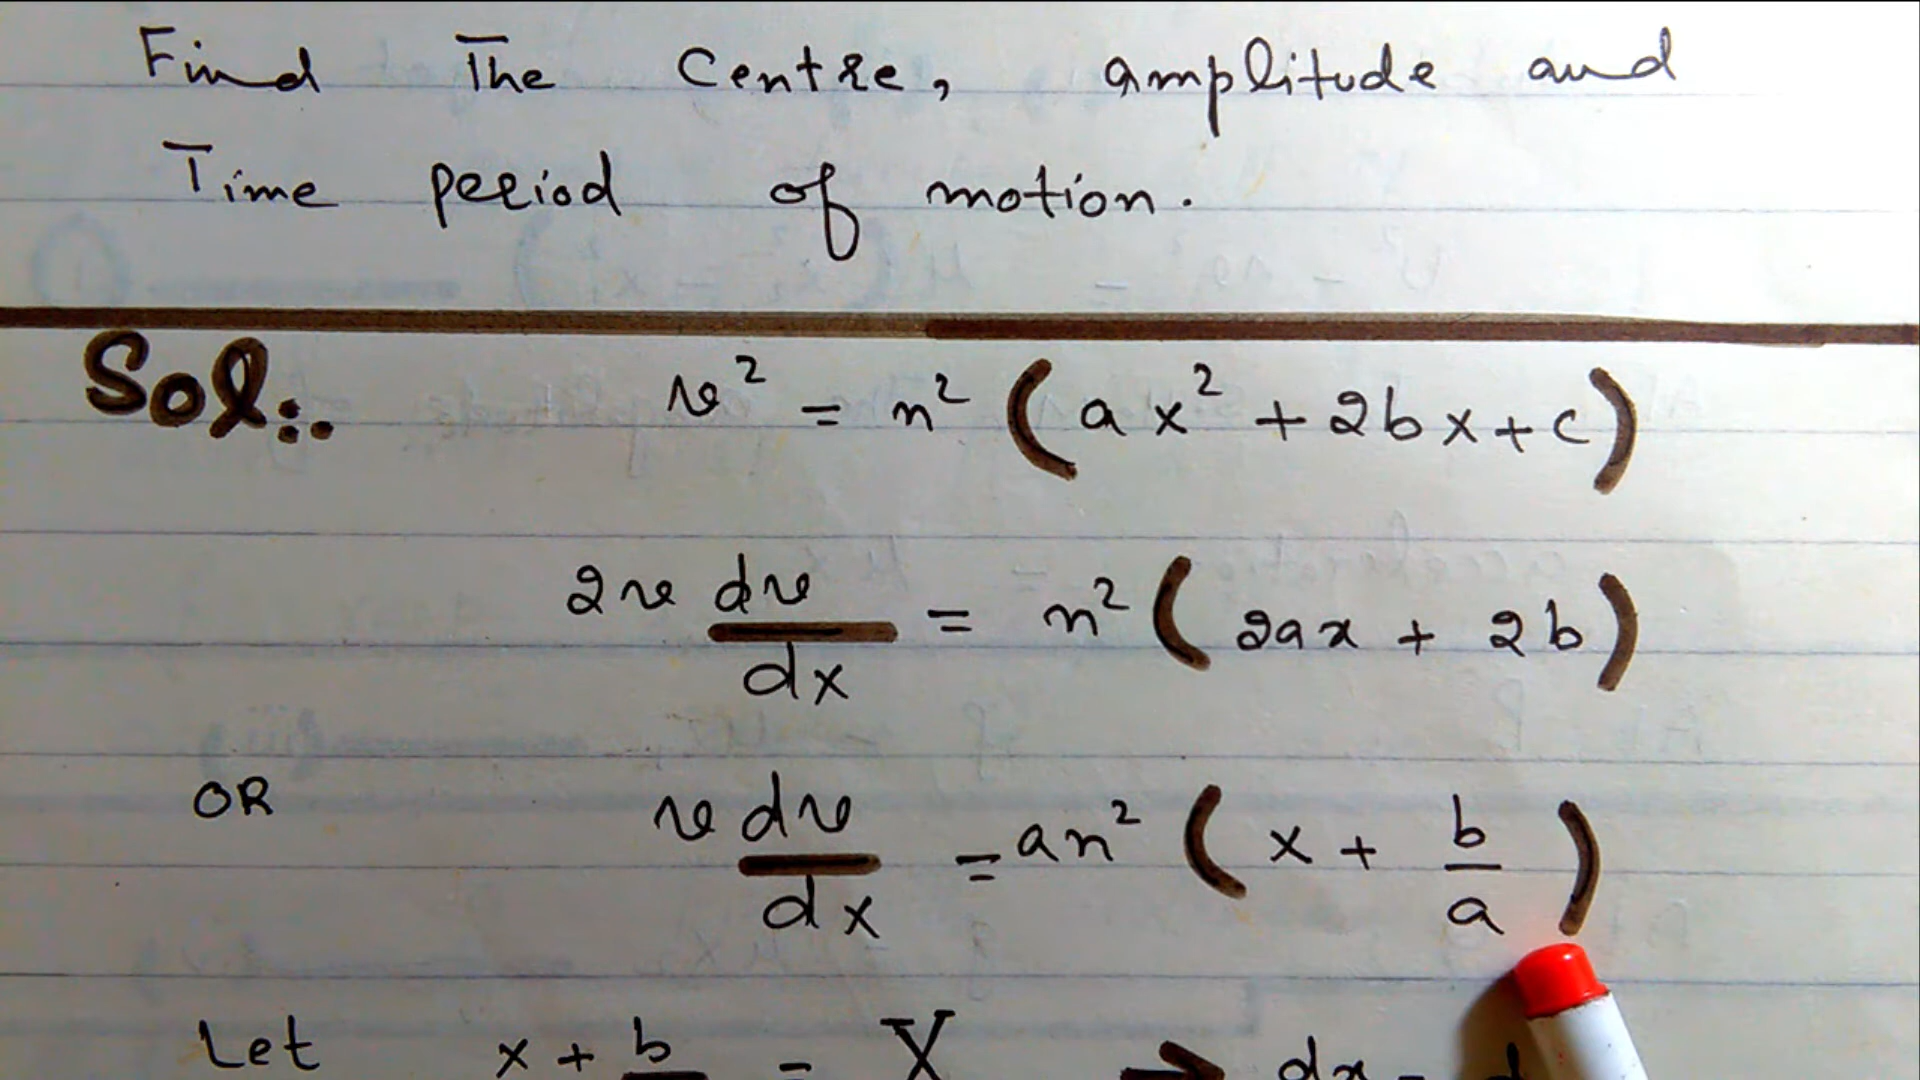 Find The Centre, amplitude and
Time period of motion.
Sol:. v² = n² (ax² + 2bx + c)
2v dv/dx = n² (2ax + 2b)
OR v dv/dx = an² (x + b/a)
Let x + b = X → dx =